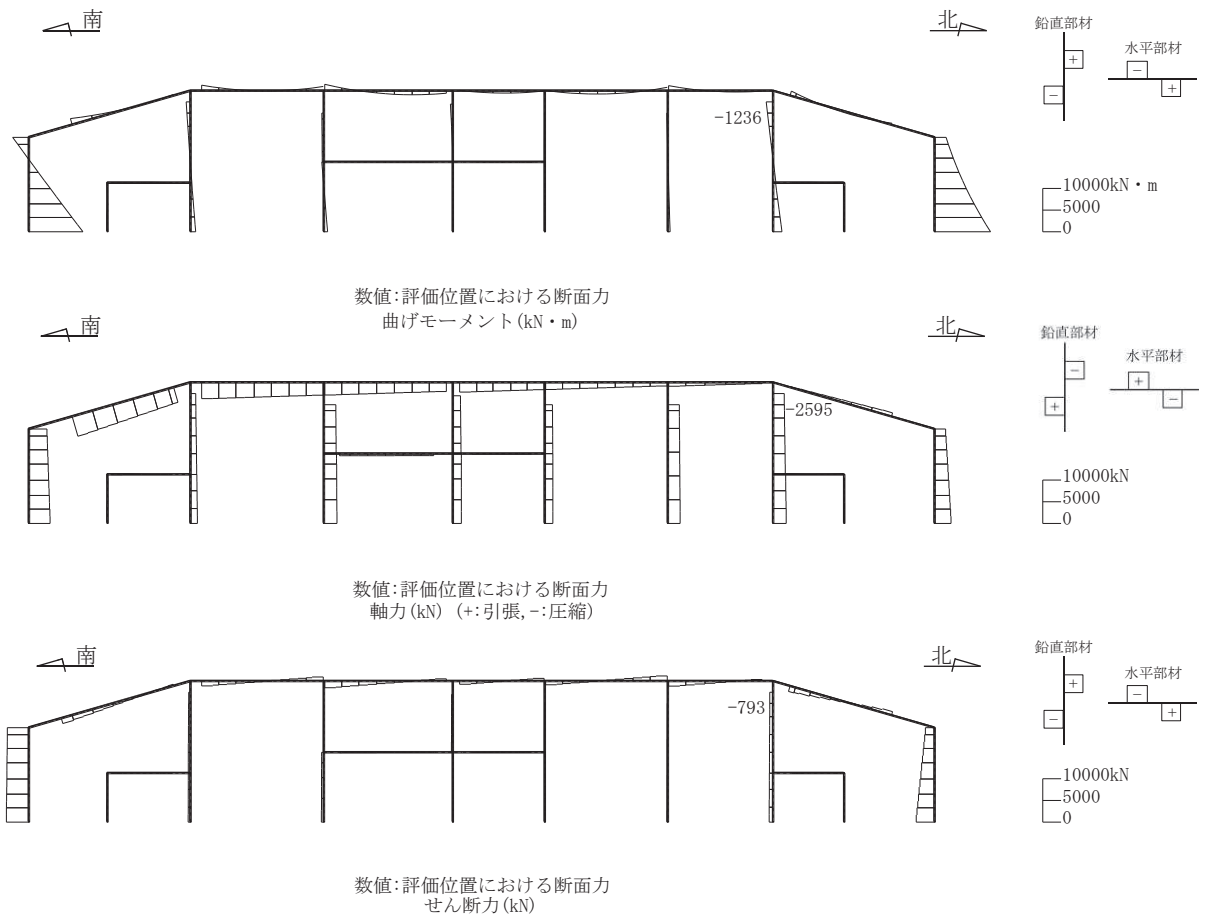 南
北
鉛直部材
水平部材
+
−
−
+
-1236
10000kN・m
5000
0
数値:評価位置における断面力
曲げモーメント(kN・m)
南
北
鉛直部材
水平部材
−
+
+
−
-2595
10000kN
5000
0
数値:評価位置における断面力
軸力(kN) (+:引張,-:圧縮)
南
北
鉛直部材
水平部材
+
−
−
+
-793
10000kN
5000
0
数値:評価位置における断面力
せん断力(kN)